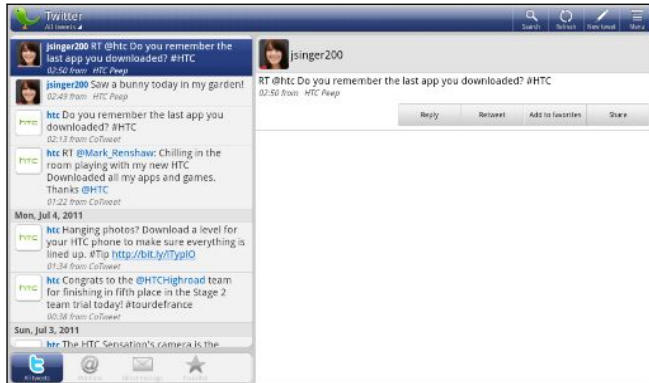 Twitter
All tweets
Search
Refresh
New tweet
Menu
jsinger200 RT @htc Do you remember the
last app you downloaded? #HTC
02:50 from HTC Peep
jsinger200 Saw a bunny today in my garden!
02:49 from HTC Peep
htc Do you remember the last app you
downloaded? #HTC
02:13 from CoTweet
htc RT @Mark_Renshaw: Chilling in the
room playing with my new HTC
Downloaded all my apps and games.
Thanks @HTC
01:22 from CoTweet
Mon, Jul 4, 2011
htc Hanging photos? Download a level for
your HTC phone to make sure everything is
lined up. #Tip http://bit.ly/lTypIO
01:34 from CoTweet
htc Congrats to the @HTCHighroad team
for finishing in fifth place in the Stage 2
team trial today! #tourdefrance
00:38 from CoTweet
Sun, Jul 3, 2011
htc The HTC Sensation's camera is the
All tweets
jsinger200
RT @htc Do you remember the last app you downloaded? #HTC
02:50 from HTC Peep
Reply
Retweet
Add to favorites
Share